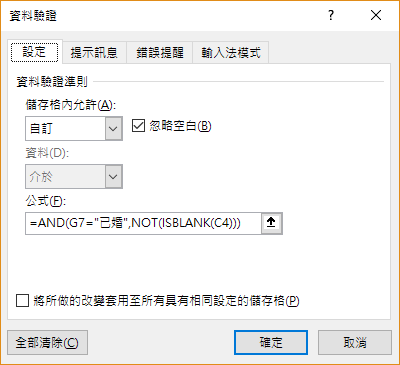 資料驗證
設定 提示訊息 錯誤提醒 輸入法模式
資料驗證準則
儲存格內允許(A):
自訂 忽略空白(B)
資料(D):
介於
公式(F):
=AND(G7="已婚",NOT(ISBLANK(C4)))
將所做的改變套用至所有具有相同設定的儲存格(P)
全部清除(C) 確定 取消